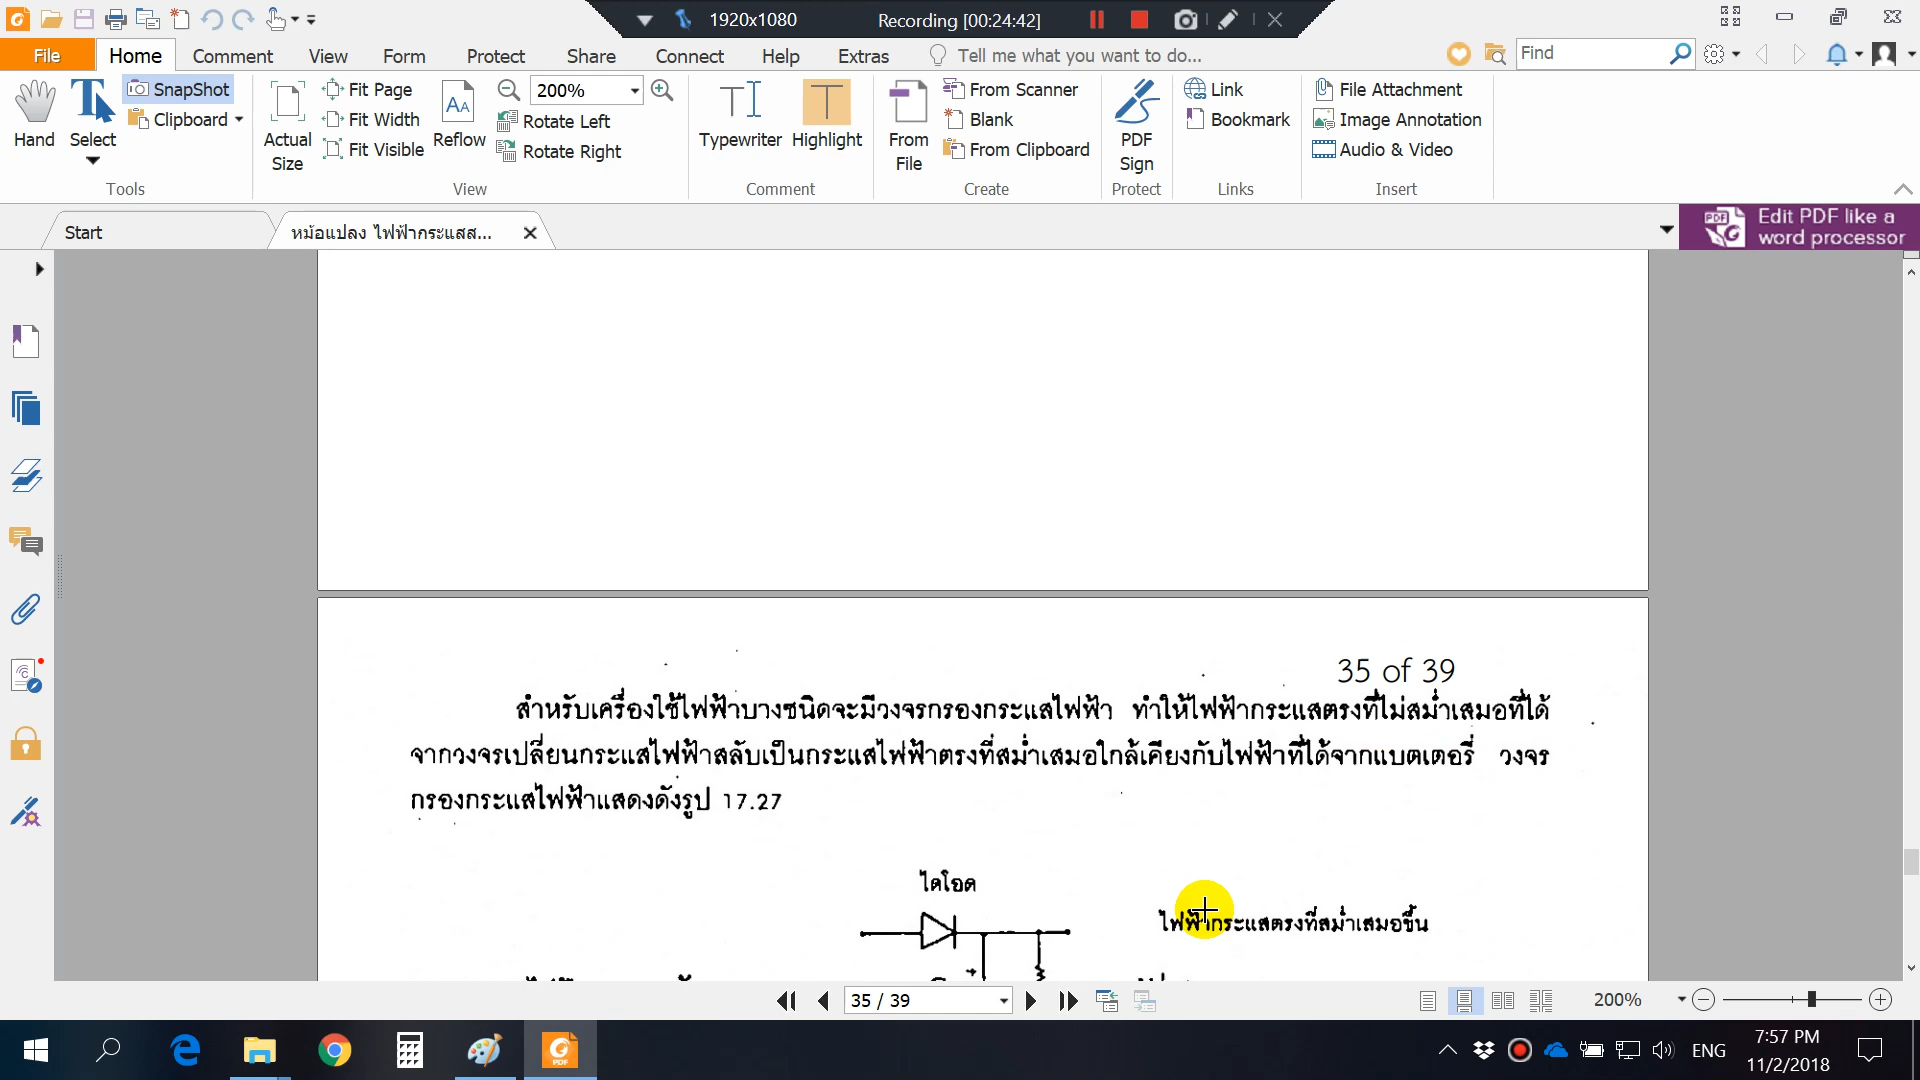 1920x1080
Recording [00:24:42]
File
Home
Comment
View
Form
Protect
Share
Connect
Help
Extras
Tell me what you want to do...
Find
Hand
Select
SnapShot
Clipboard
Tools
Actual
Size
Fit Page
Fit Width
Fit Visible
Reflow
200%
Rotate Left
Rotate Right
View
Typewriter
Highlight
Comment
From
File
From Scanner
Blank
From Clipboard
Create
PDF
Sign
Protect
Link
Bookmark
Links
File Attachment
Image Annotation
Audio & Video
Insert
Start
หม้อแปลง ไฟฟ้ากระแสส...
Edit PDF like a
word processor
35 of 39
สำหรับเครื่องใช้ไฟฟ้าบางชนิดจะมีวงจรกรองกระแสไฟฟ้า ทำให้ไฟฟ้ากระแสตรงที่ไม่สม่ำเสมอที่ได้
จากวงจรเปลี่ยนกระแสไฟฟ้าสลับเป็นกระแสไฟฟ้าตรงที่สม่ำเสมอใกล้เคียงกับไฟฟ้าที่ได้จากแบตเตอรี่ วงจร
กรองกระแสไฟฟ้าแสดงดังรูป 17.27
ไดโอด
ไฟฟ้ากระแสตรงที่สม่ำเสมอขึ้น
35 / 39
200%
ENG
7:57 PM
11/2/2018